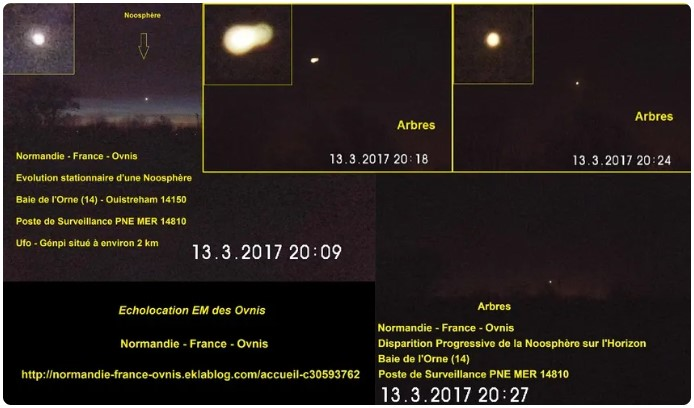 Noosphère
Normandie - France - Ovnis
Evolution stationnaire d'une Noosphère
Baie de l'Orne (14) - Ouistreham 14150
Poste de Surveillance PNE MER 14810
Ufo - Génpi situé à environ 2 km
13.3.2017 20:09
Arbres
13.3.2017 20:18
Arbres
13.3.2017 20:24
Echolocation EM des Ovnis
Normandie - France - Ovnis
http://normandie-france-ovnis.eklablog.com/accueil-c30593762
Arbres
Normandie - France - Ovnis
Disparition Progressive de la Noosphère sur l'Horizon
Baie de l'Orne (14)
Poste de Surveillance PNE MER 14810
13.3.2017 20:27